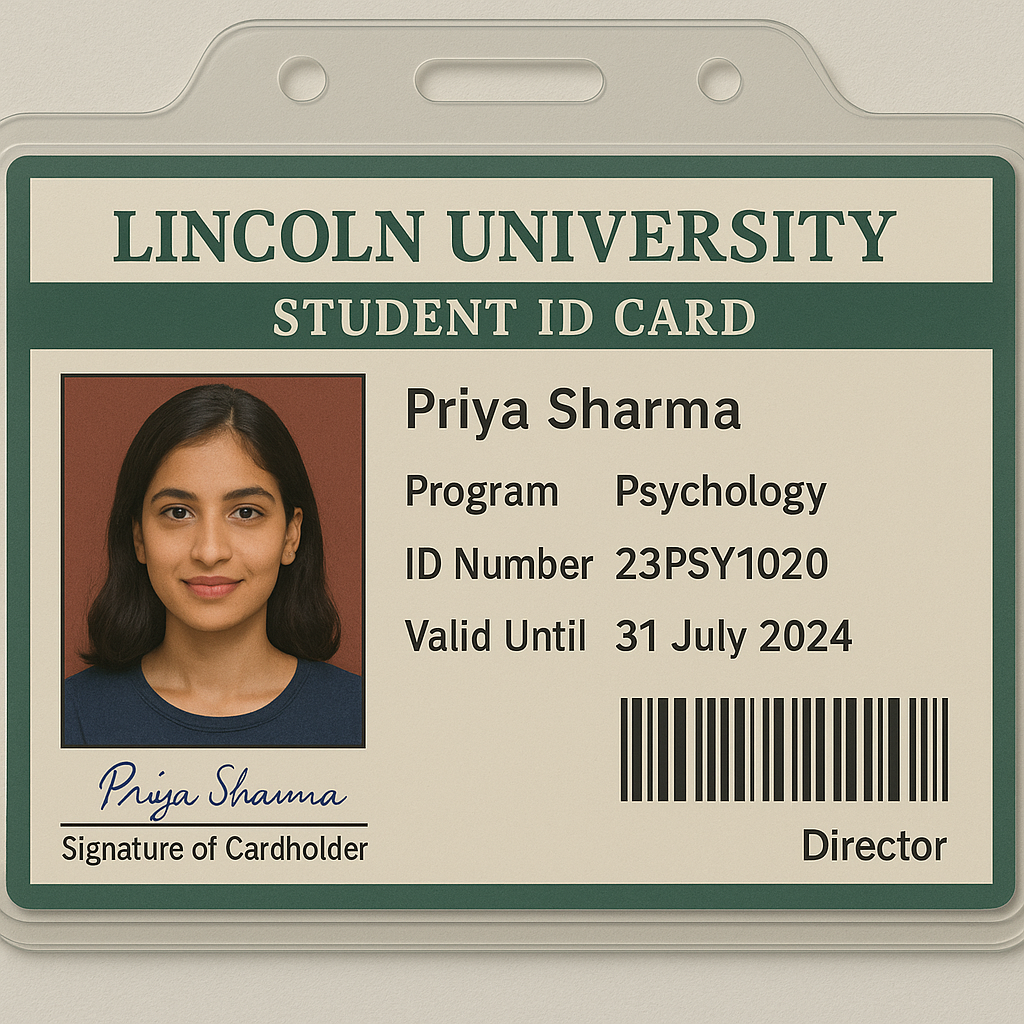 LINCOLN UNIVERSITY
STUDENT ID CARD
Priya Sharma
Program Psychology
ID Number 23PSY1020
Valid Until 31 July 2024
Priya Sharma
Signature of Cardholder
Director